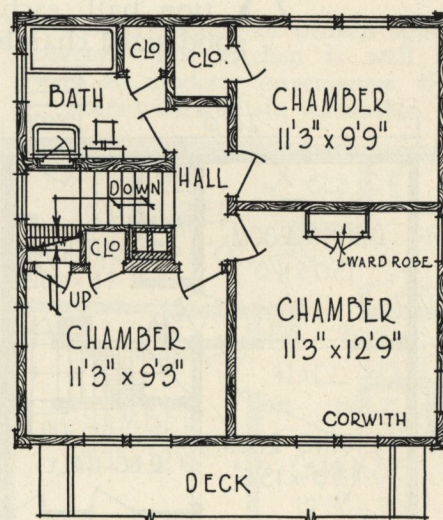 CLO
CLO.
BATH
CHAMBER
11'3" x 9'9"
HALL
DOWN
CLO
WARD ROBE
UP
CHAMBER
11'3" x 9'3"
CHAMBER
11'3" x 12'9"
CORWITH
DECK